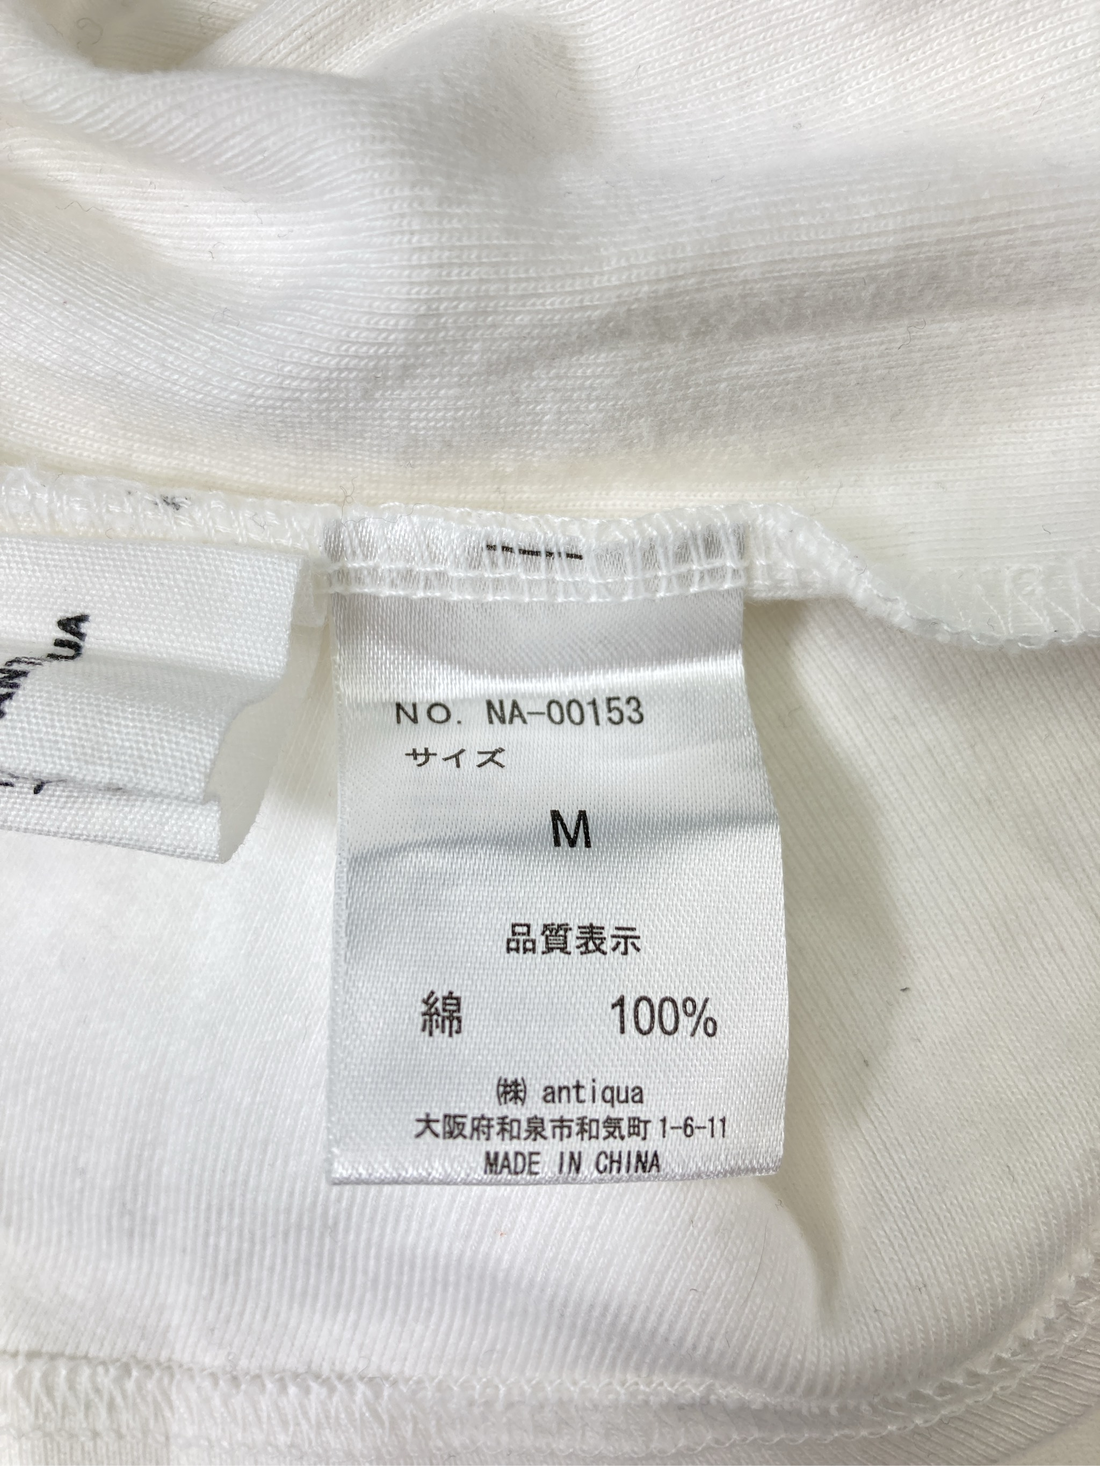 NO. NA-00153
サイズ
M
品質表示
綿 100%
㈱ antiqua
大阪府和泉市和気町1-6-11
MADE IN CHINA